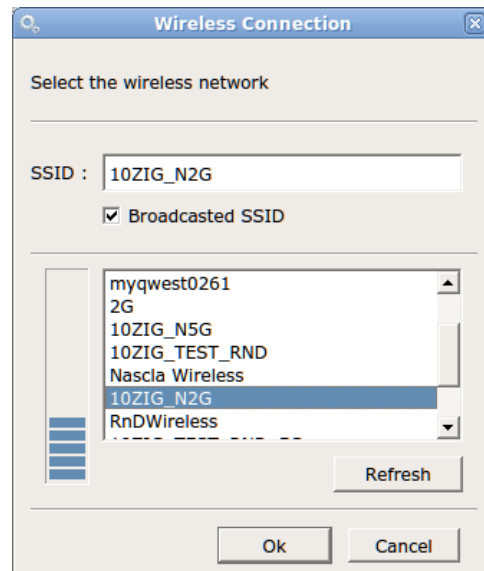 Wireless Connection
Select the wireless network
SSID : 10ZIG_N2G
Broadcasted SSID
myqwest0261
2G
10ZIG_N5G
10ZIG_TEST_RND
Nascla Wireless
10ZIG_N2G
RnDWireless
Refresh
Ok Cancel